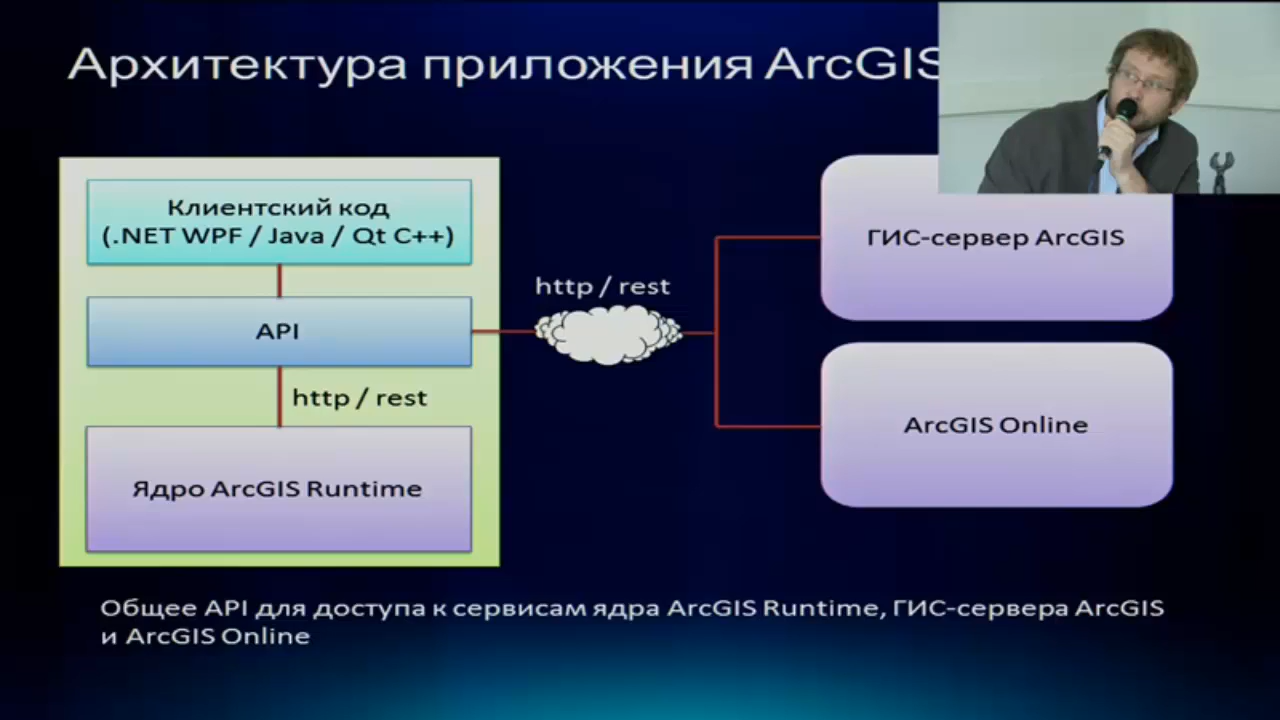 Архитектура приложения ArcGIS
Клиентский код
(.NET WPF / Java / Qt C++)
API
http / rest
Ядро ArcGIS Runtime
http / rest
ГИС-сервер ArcGIS
ArcGIS Online
Общее API для доступа к сервисам ядра ArcGIS Runtime, ГИС-сервера ArcGIS
и ArcGIS Online